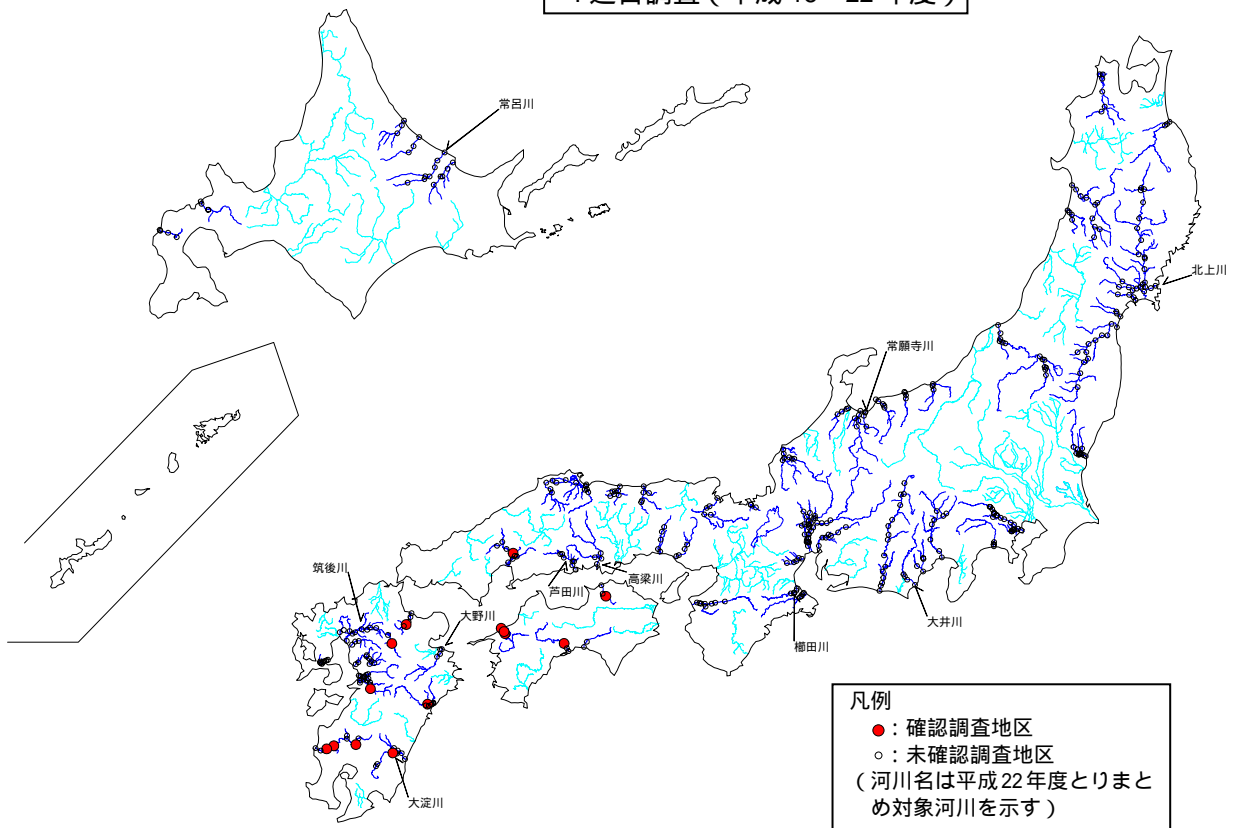 常呂川
北上川
常願寺川
筑後川
大野川
芦田川
高梁川
大井川
櫛田川
大淀川
凡例
：確認調査地区
：未確認調査地区
（河川名は平成22年度とりまと
め対象河川を示す）